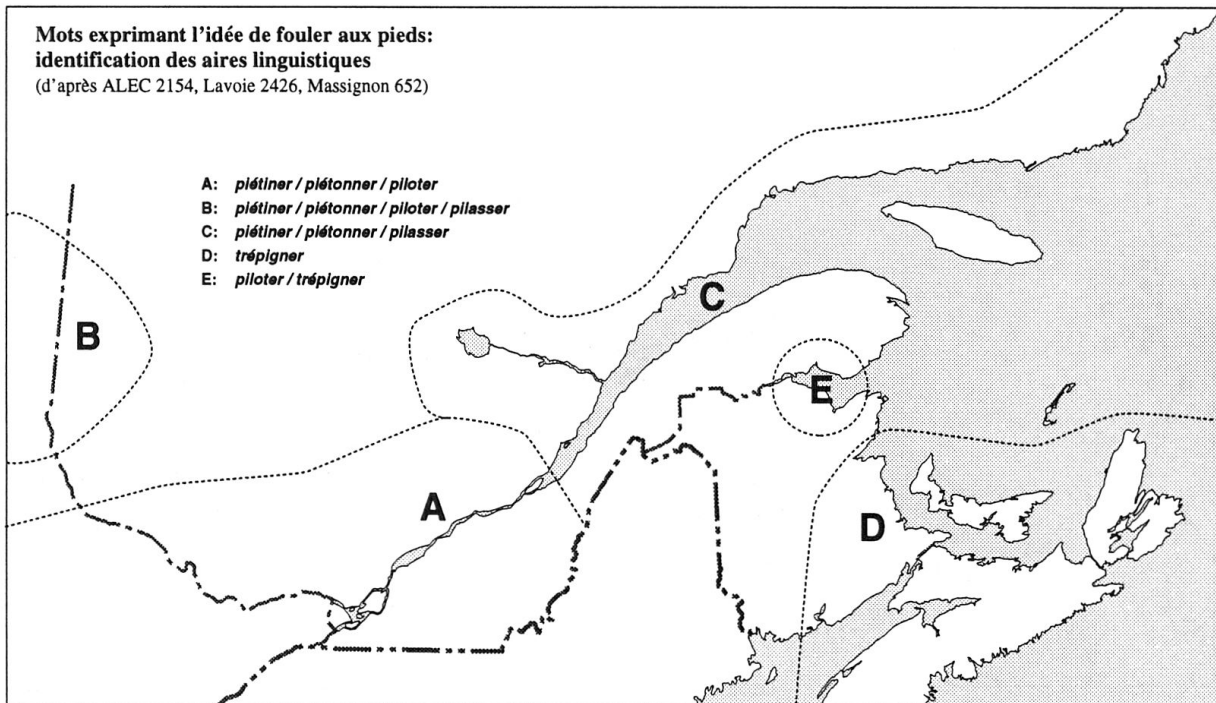 Mots exprimant l'idée de fouler aux pieds:
identification des aires linguistiques
(d'après ALEC 2154, Lavoie 2426, Massignon 652)
A: piétiner / piétonner / piloter
B: piétiner / piétonner / piloter / pilasser
C: piétiner / piétonner / pilasser
D: trépigner
E: piloter / trépigner
B
C
E
A
D